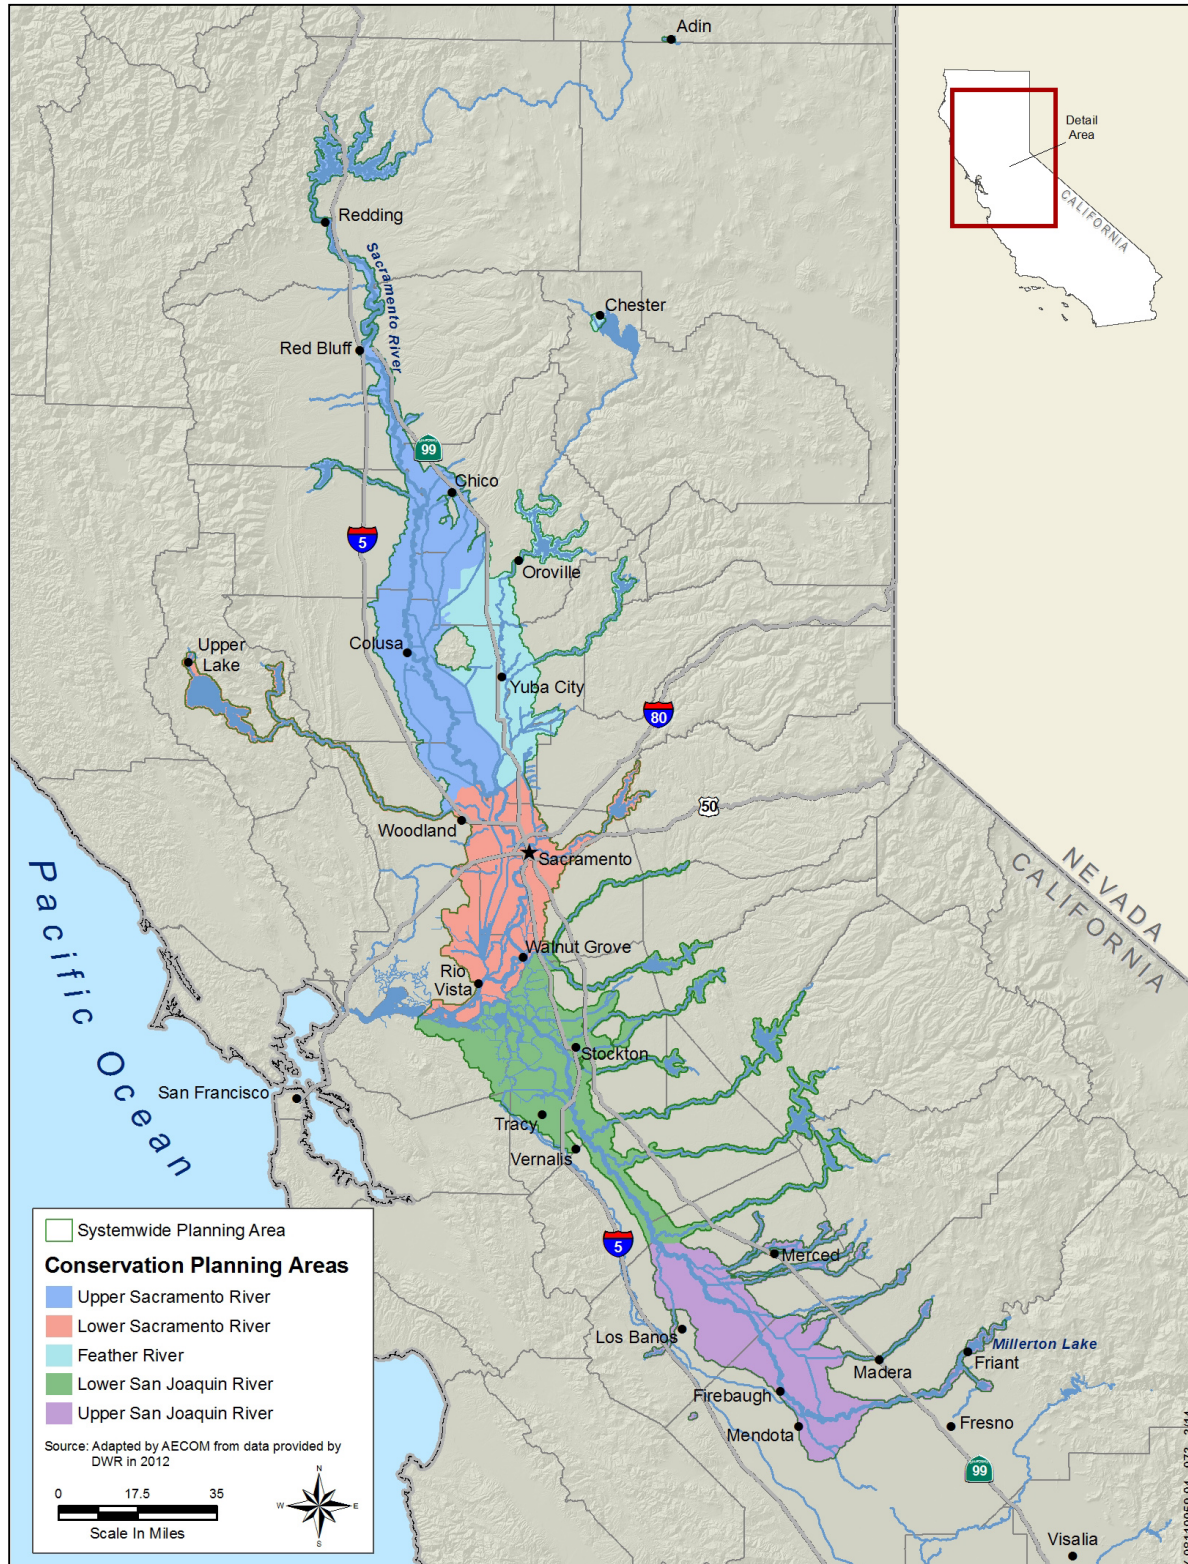 Adin
Detail
Area
CALIFORNIA
Redding
Sacramento River
Chester
Red Bluff
99
Chico
5
Oroville
Upper
Lake
Colusa
Yuba City
80
50
Woodland
Sacramento
NEVADA
CALIFORNIA
Pacific Ocean
Walnut Grove
Rio
Vista
Stockton
San Francisco
Tracy
Vernalis
5
Merced
Los Banos
Millerton Lake
Friant
Madera
Firebaugh
Mendota
Fresno
99
Visalia
Systemwide Planning Area
Conservation Planning Areas
Upper Sacramento River
Lower Sacramento River
Feather River
Lower San Joaquin River
Upper San Joaquin River
Source: Adapted by AECOM from data provided by
DWR in 2012
0 17.5 35
Scale In Miles
N
W E
S